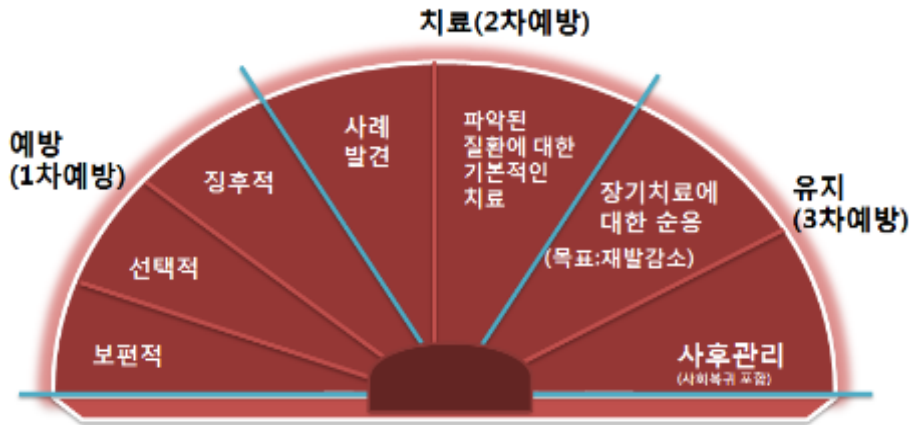 치료(2차예방)
예방
(1차예방)
보편적
선택적
징후적
사례
발견
파악된
질환에 대한
기본적인
치료
장기치료에
대한 순용
(목표:재발감소)
유지
(3차예방)
사후관리
(사회복귀 포함)